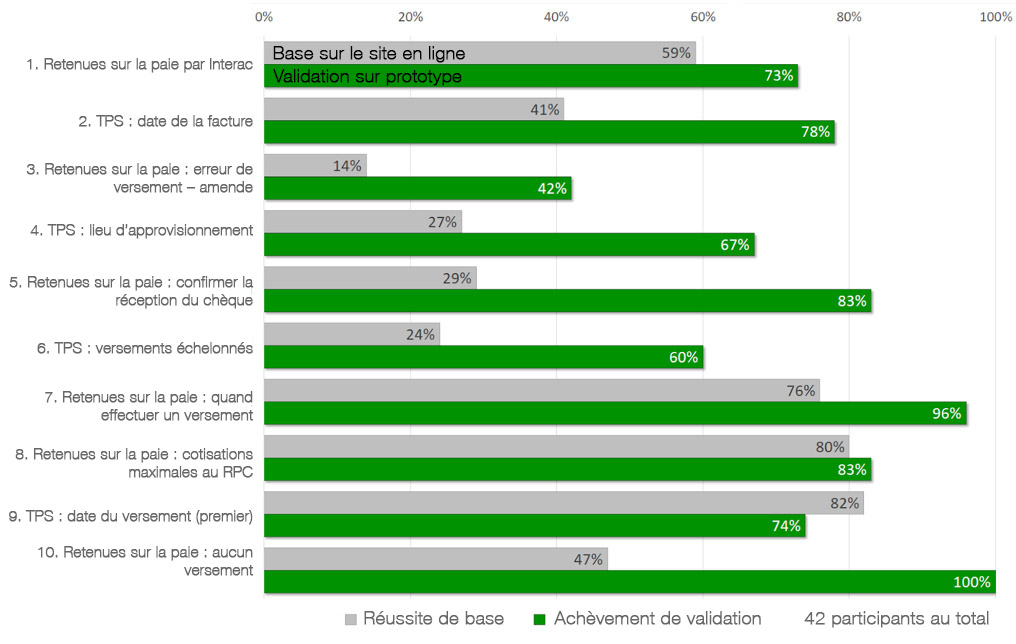 0% 20% 40% 60% 80% 100%
1. Retenues sur la paie par Interac
Base sur le site en ligne 59%
Validation sur prototype 73%
2. TPS : date de la facture
41%
78%
3. Retenues sur la paie : erreur de
versement – amende
14%
42%
4. TPS : lieu d'approvisionnement
27%
67%
5. Retenues sur la paie : confirmer la
réception du chèque
29%
83%
6. TPS : versements échelonnés
24%
60%
7. Retenues sur la paie : quand
effectuer un versement
76%
96%
8. Retenues sur la paie : cotisations
maximales au RPC
80%
83%
9. TPS : date du versement (premier)
82%
74%
10. Retenues sur la paie : aucun
versement
47%
100%
Réussite de base Achèvement de validation 42 participants au total